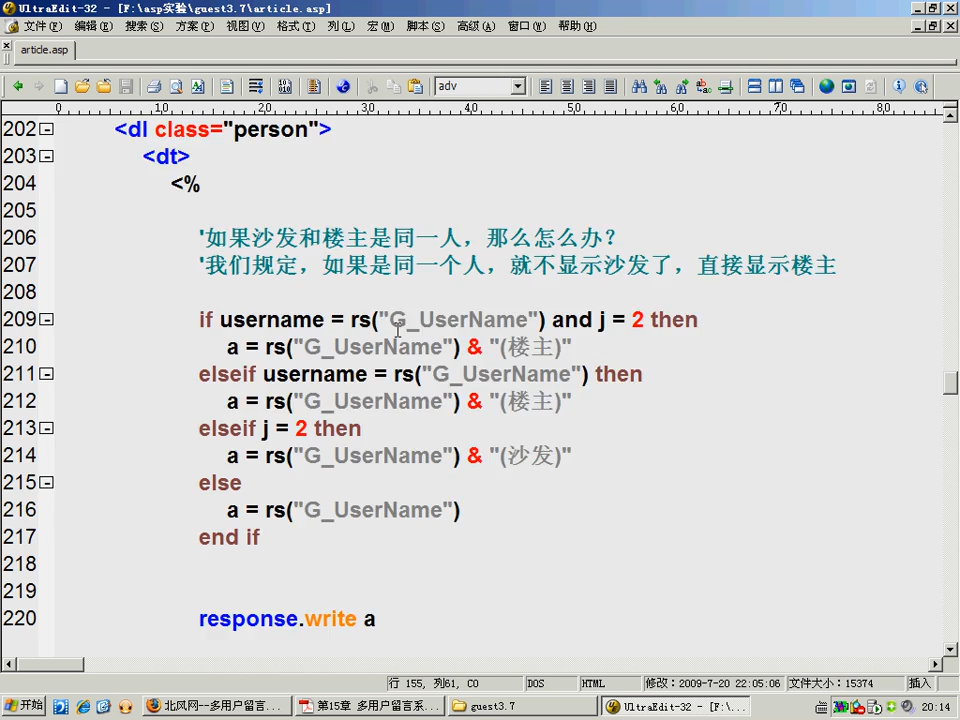 UltraEdit-32 - [F:\asp实验\guest3.7\article.asp]
文件(F) 编辑(E) 搜索(S) 方案(P) 视图(V) 格式(T) 列(L) 宏(M) 脚本(S) 高级(A) 窗口(W) 帮助(H)
article.asp
adv
0 10 20 30 40 50 60 70 80
202 <dl class="person">
203 <dt>
204 <%
205
206 '如果沙发和楼主是同一人，那么怎么办？
207 '我们规定，如果是同一个人，就不显示沙发了，直接显示楼主
208
209 if username = rs("G_UserName") and j = 2 then
210 a = rs("G_UserName") & "(楼主)"
211 elseif username = rs("G_UserName") then
212 a = rs("G_UserName") & "(楼主)"
213 elseif j = 2 then
214 a = rs("G_UserName") & "(沙发)"
215 else
216 a = rs("G_UserName")
217 end if
218
219
220 response.write a
行 155, 列61, C0 DOS HTML 修改：2009-7-20 22:05:06 文件大小：15374 插入
开始 北风网--多用户留言... 第15章 多用户留言系... guest3.7 UltraEdit-32 - [F:\... 20:14